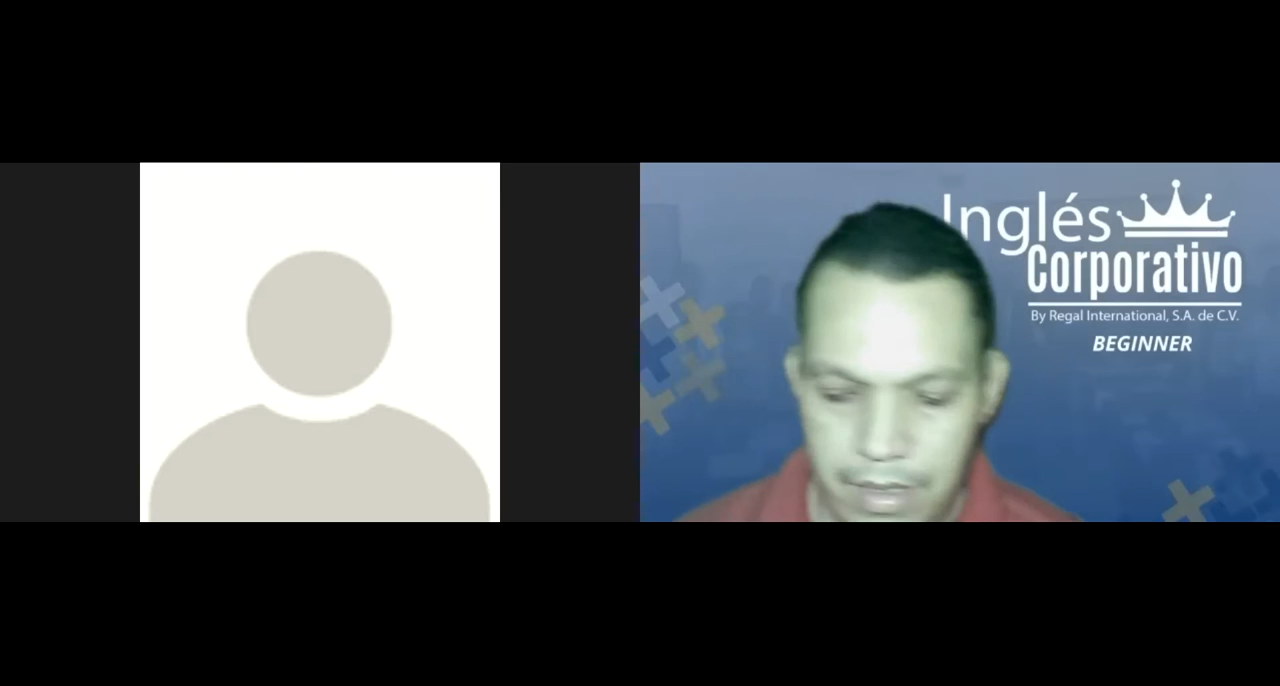 Inglés
Corporativo
By Regal International, S.A. de C.V.
BEGINNER